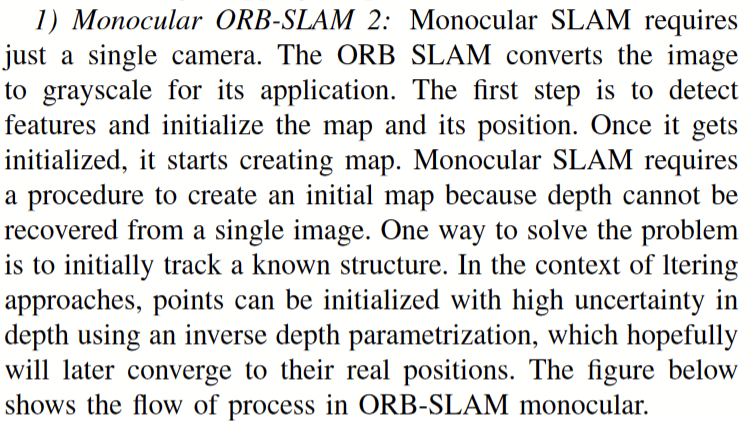 1) Monocular ORB-SLAM 2: Monocular SLAM requires
just a single camera. The ORB SLAM converts the image
to grayscale for its application. The first step is to detect
features and initialize the map and its position. Once it gets
initialized, it starts creating map. Monocular SLAM requires
a procedure to create an initial map because depth cannot be
recovered from a single image. One way to solve the problem
is to initially track a known structure. In the context of ltering
approaches, points can be initialized with high uncertainty in
depth using an inverse depth parametrization, which hopefully
will later converge to their real positions. The figure below
shows the flow of process in ORB-SLAM monocular.